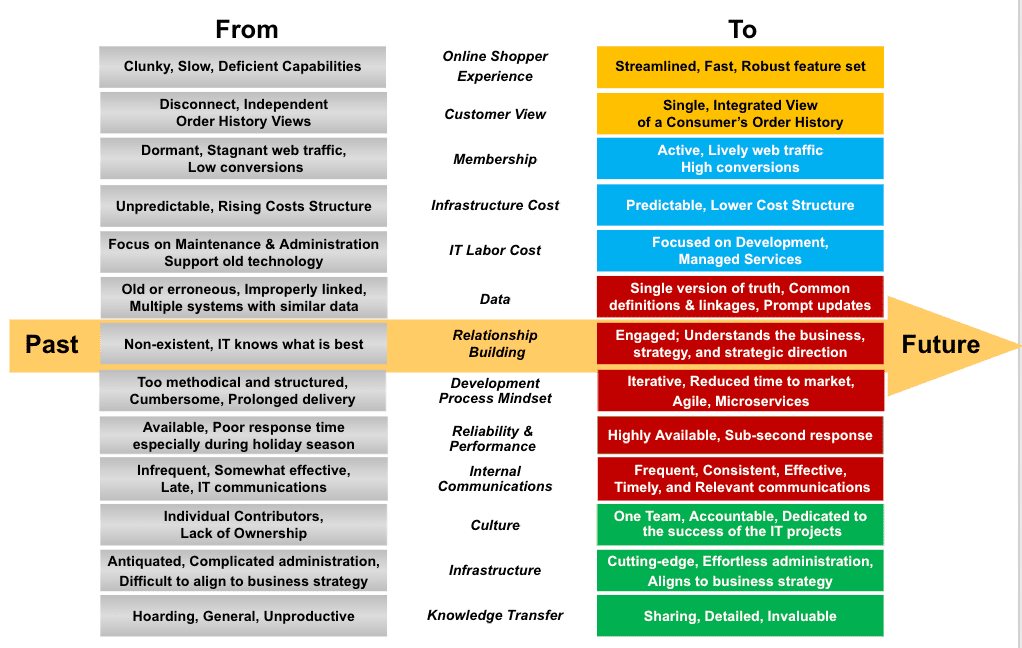 From
To
Clunky, Slow, Deficient Capabilities
Online Shopper
Experience
Streamlined, Fast, Robust feature set
Disconnect, Independent
Order History Views
Customer View
Single, Integrated View
of a Consumer's Order History
Dormant, Stagnant web traffic,
Low conversions
Membership
Active, Lively web traffic
High conversions
Unpredictable, Rising Costs Structure
Infrastructure Cost
Predictable, Lower Cost Structure
Focus on Maintenance & Administration
Support old technology
IT Labor Cost
Focused on Development,
Managed Services
Old or erroneous, Improperly linked,
Multiple systems with similar data
Data
Single version of truth, Common
definitions & linkages, Prompt updates
Past
Non-existent, IT knows what is best
Relationship
Building
Engaged; Understands the business,
strategy, and strategic direction
Future
Too methodical and structured,
Cumbersome, Prolonged delivery
Development
Process Mindset
Iterative, Reduced time to market,
Agile, Microservices
Available, Poor response time
especially during holiday season
Reliability &
Performance
Highly Available, Sub-second response
Infrequent, Somewhat effective,
Late, IT communications
Internal
Communications
Frequent, Consistent, Effective,
Timely, and Relevant communications
Individual Contributors,
Lack of Ownership
Culture
One Team, Accountable, Dedicated to
the success of the IT projects
Antiquated, Complicated administration,
Difficult to align to business strategy
Infrastructure
Cutting-edge, Effortless administration,
Aligns to business strategy
Hoarding, General, Unproductive
Knowledge Transfer
Sharing, Detailed, Invaluable